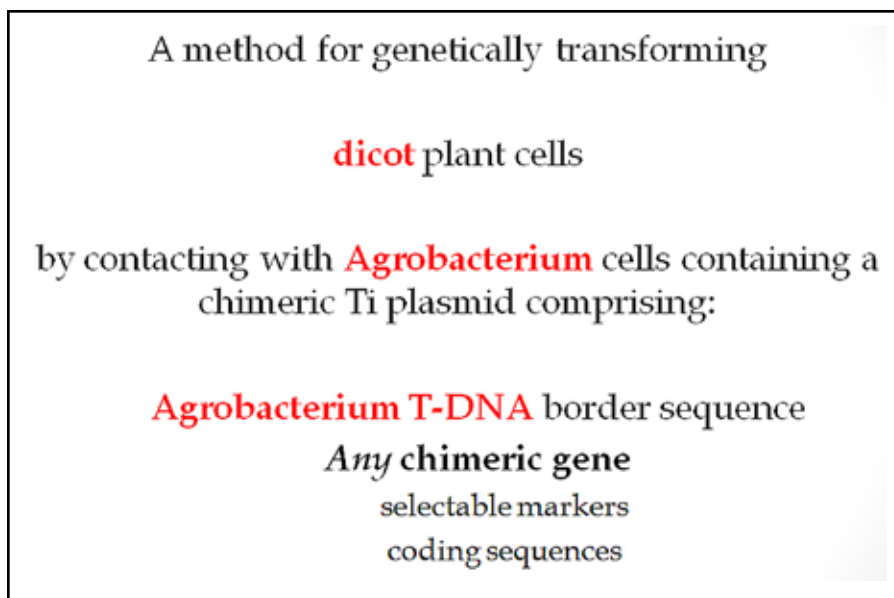 A method for genetically transforming
dicot plant cells
by contacting with Agrobacterium cells containing a
chimeric Ti plasmid comprising:
Agrobacterium T-DNA border sequence
Any chimeric gene
selectable markers
coding sequences